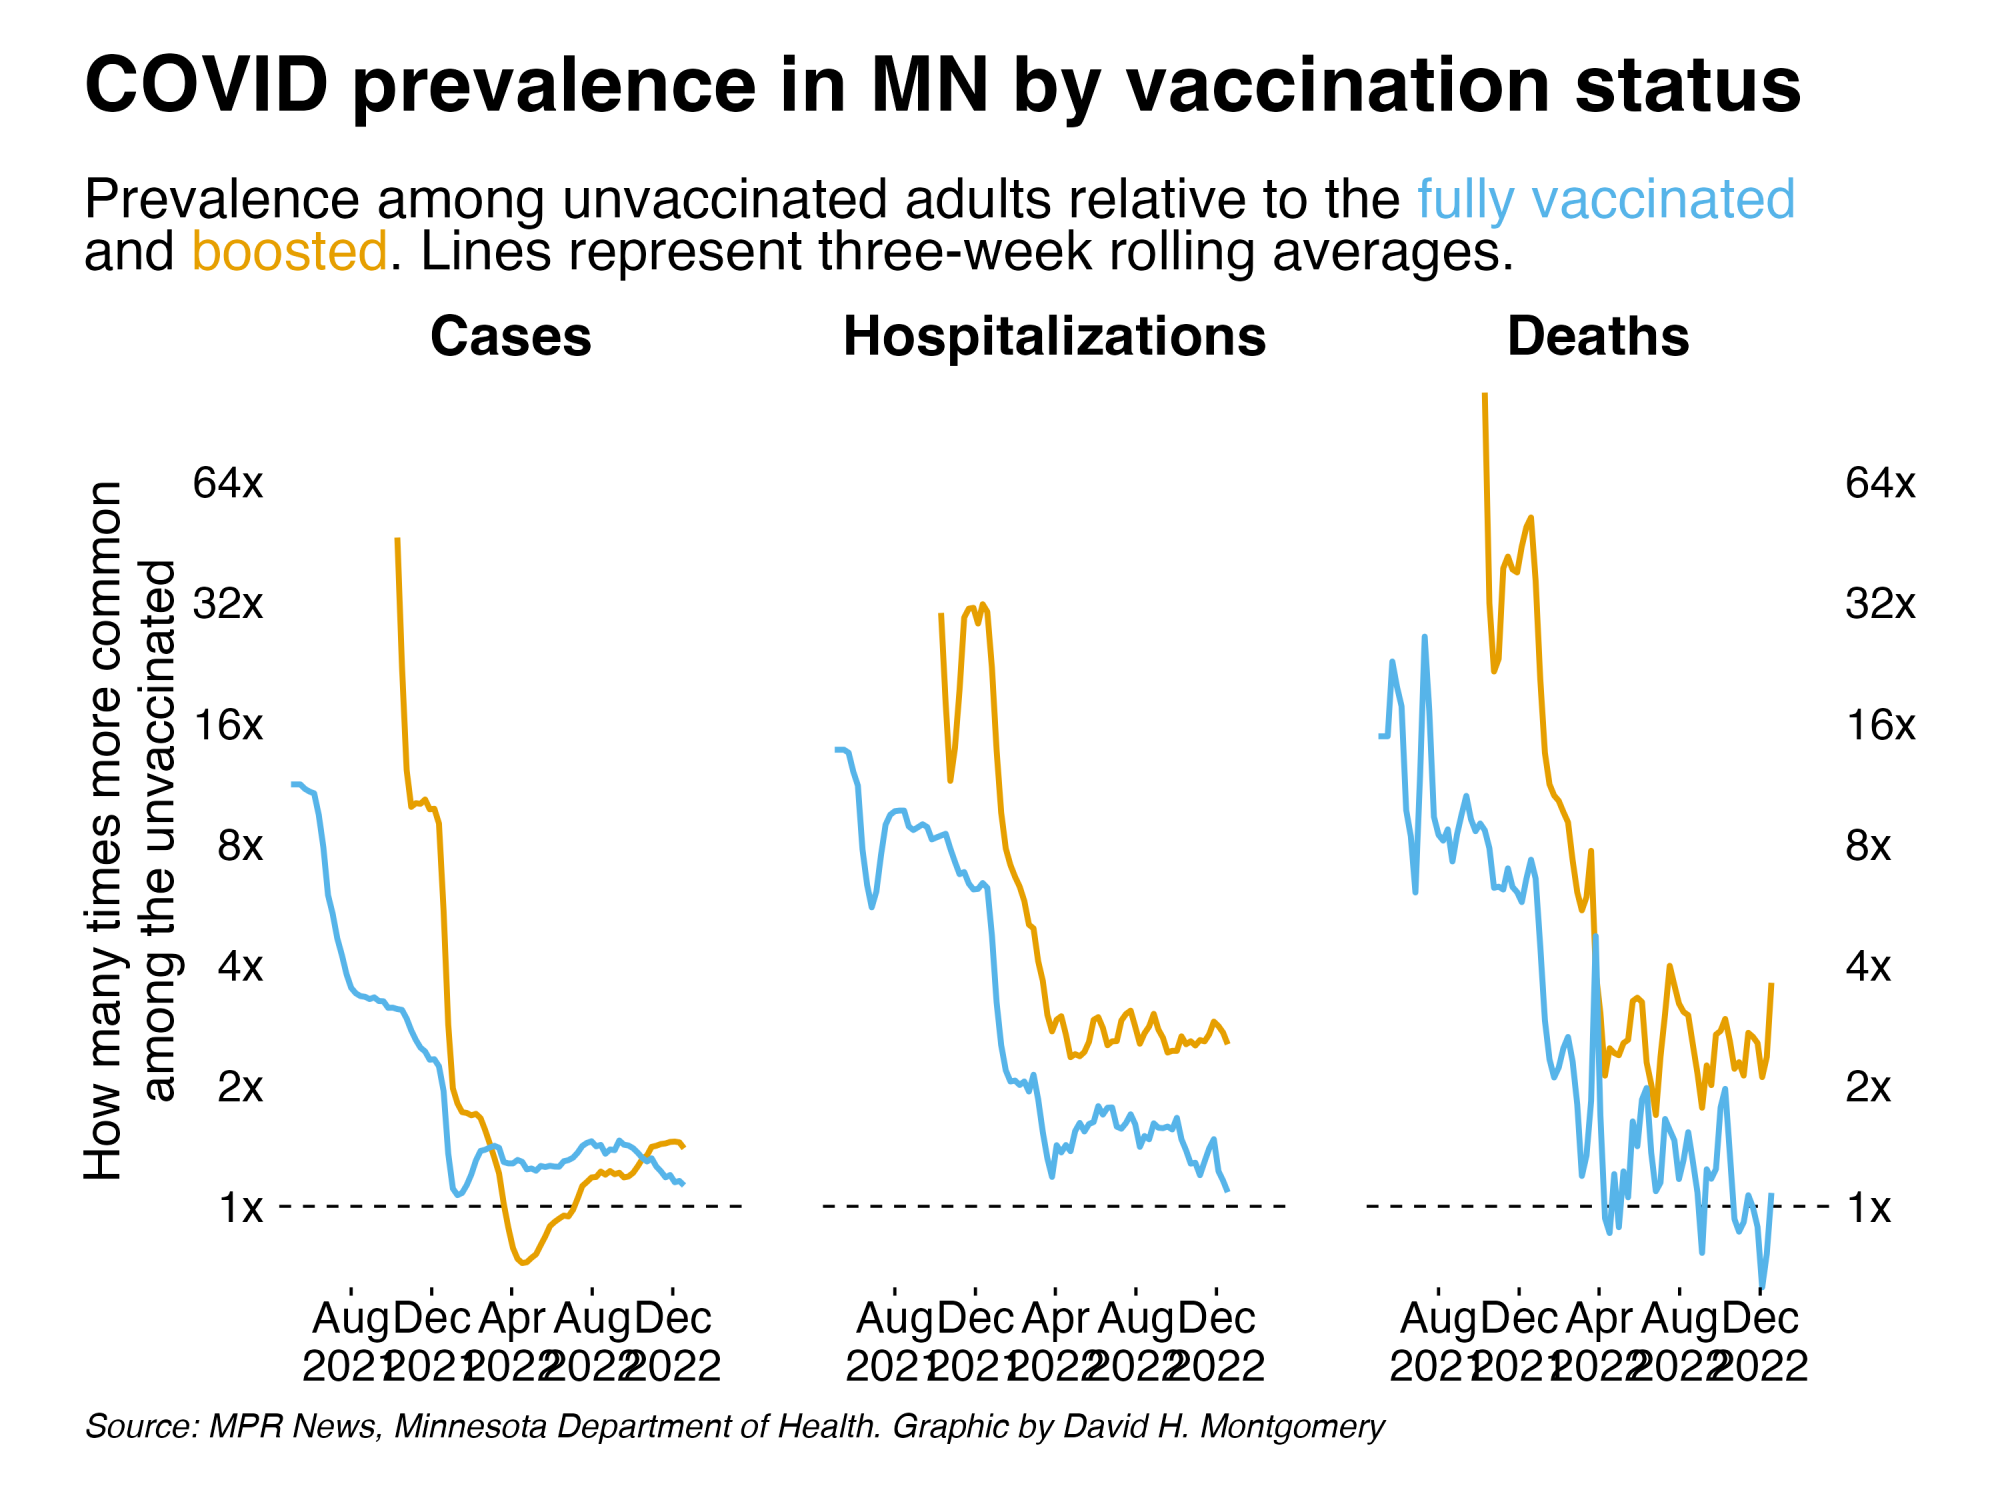 COVID prevalence in MN by vaccination status
Prevalence among unvaccinated adults relative to the fully vaccinated
and boosted. Lines represent three-week rolling averages.
Cases
Hospitalizations
Deaths
How many times more common
among the unvaccinated
64x
32x
16x
8x
4x
2x
1x
64x
32x
16x
8x
4x
2x
1x
Aug Dec Apr Aug Dec
2021 2021 2022 2022 2022
Aug Dec Apr Aug Dec
2021 2021 2022 2022 2022
Aug Dec Apr Aug Dec
2021 2021 2022 2022 2022
Source: MPR News, Minnesota Department of Health. Graphic by David H. Montgomery